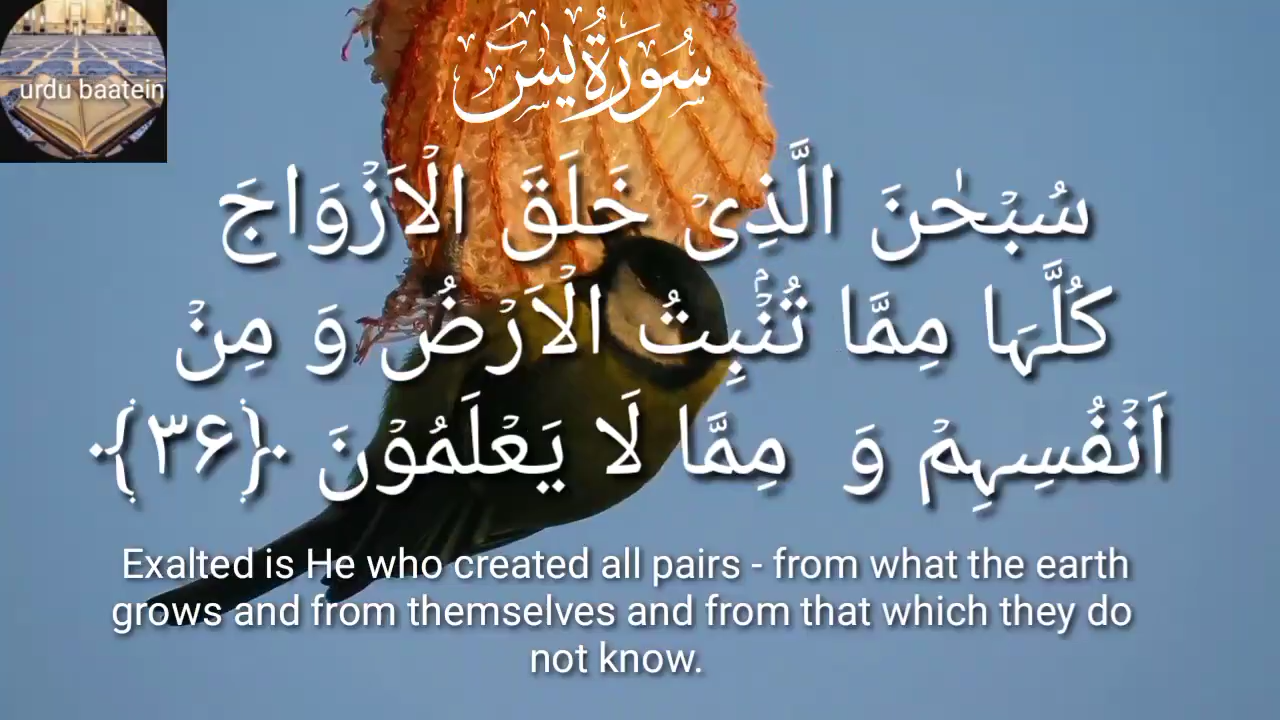 urdu baatein
سُوْرَةُ يٰسٓ
سُبۡحٰنَ الَّذِیۡ خَلَقَ الۡاَزۡوَاجَ
کُلَّہَا مِمَّا تُنۡۢبِتُ الۡاَرۡضُ وَ مِنۡ
اَنۡفُسِہِمۡ وَ مِمَّا لَا یَعۡلَمُوۡنَ ﴿۳۶﴾
Exalted is He who created all pairs - from what the earth
grows and from themselves and from that which they do
not know.